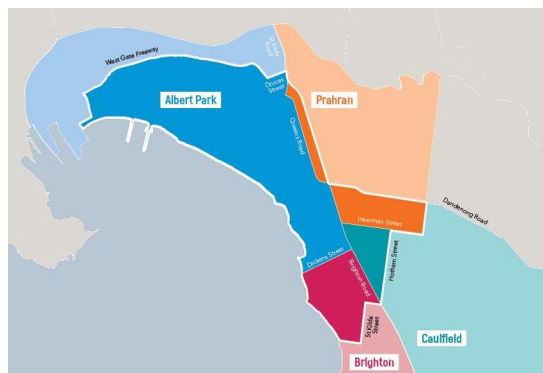 West Gate Freeway
St Kilda
Road
Dorcas
Street
Albert Park
Prahran
Queens Road
Dandenong Road
Inkerman Street
Hotham Street
Dickens Street
Brighton Road
St Kilda
Street
Caulfield
Brighton